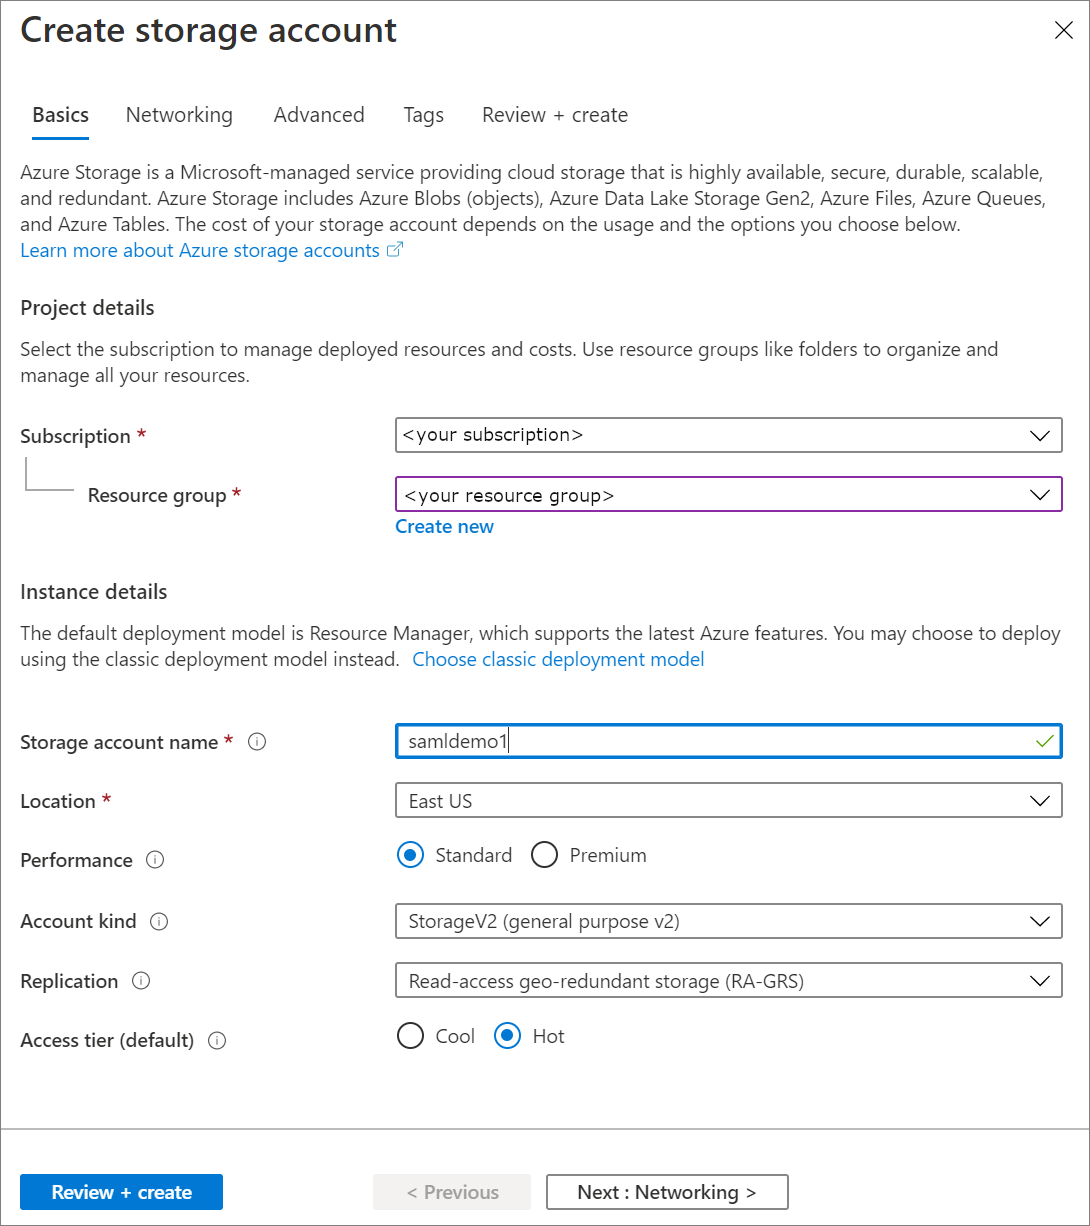 Create storage account
Basics
Networking
Advanced
Tags
Review + create
Azure Storage is a Microsoft-managed service providing cloud storage that is highly available, secure, durable, scalable,
and redundant. Azure Storage includes Azure Blobs (objects), Azure Data Lake Storage Gen2, Azure Files, Azure Queues,
and Azure Tables. The cost of your storage account depends on the usage and the options you choose below.
Learn more about Azure storage accounts
Project details
Select the subscription to manage deployed resources and costs. Use resource groups like folders to organize and
manage all your resources.
Subscription *
<your subscription>
Resource group *
<your resource group>
Create new
Instance details
The default deployment model is Resource Manager, which supports the latest Azure features. You may choose to deploy
using the classic deployment model instead. Choose classic deployment model
Storage account name *
samldemo1
Location *
East US
Performance
Standard
Premium
Account kind
StorageV2 (general purpose v2)
Replication
Read-access geo-redundant storage (RA-GRS)
Access tier (default)
Cool
Hot
Review + create
< Previous
Next : Networking >